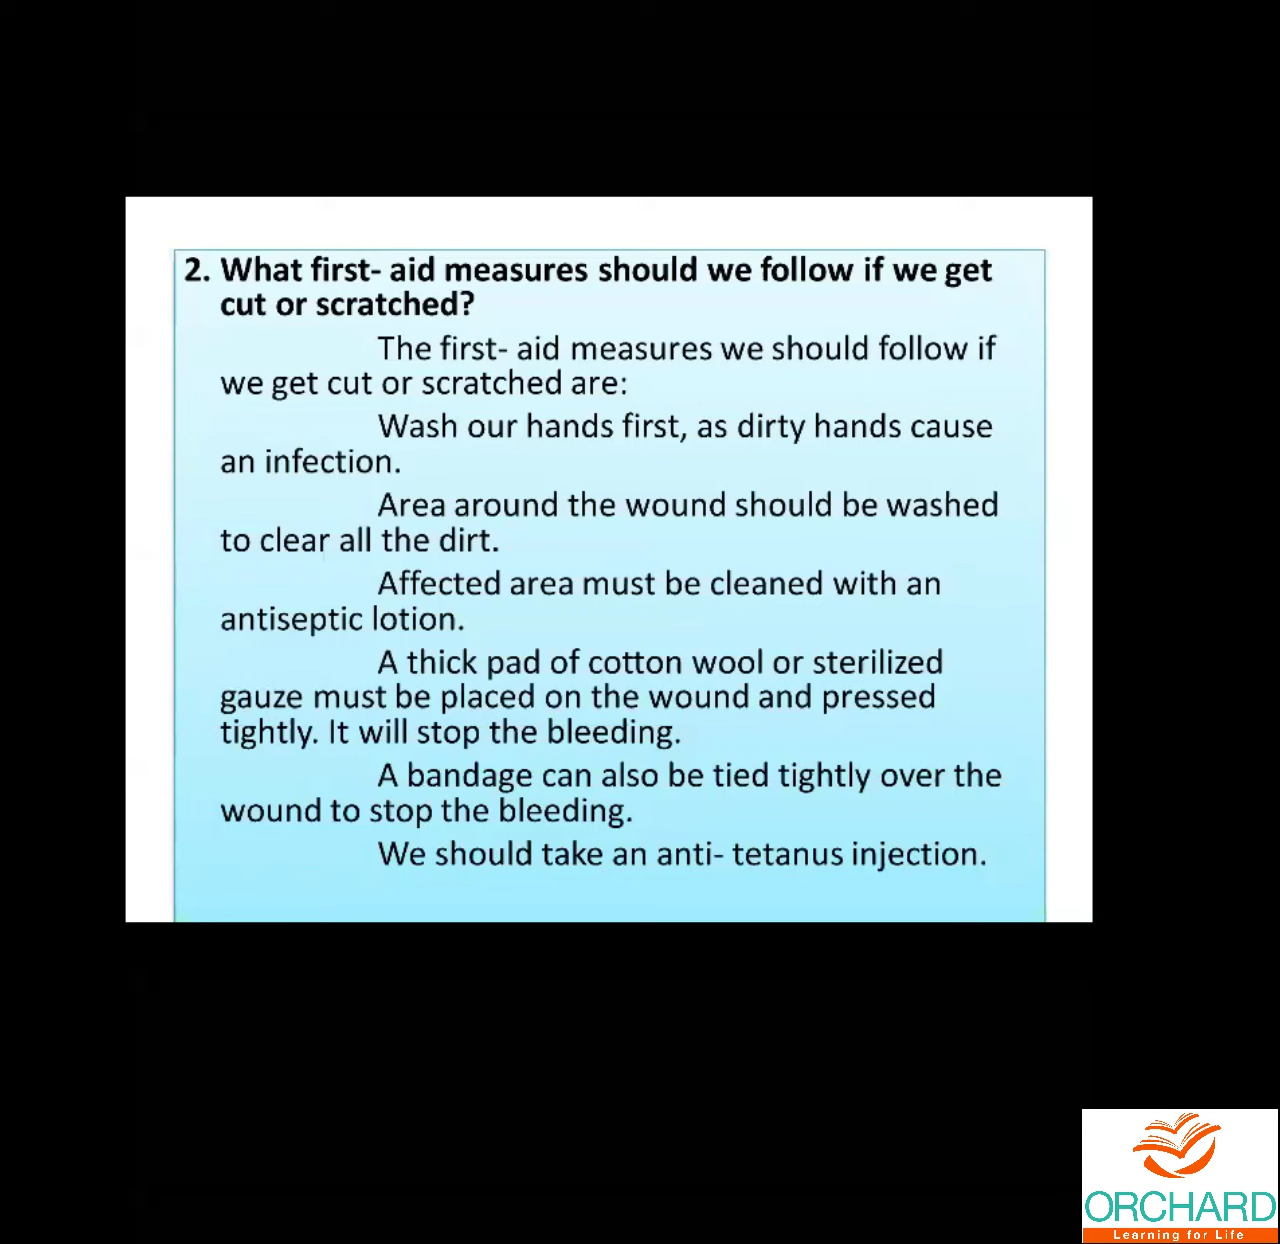 2. What first- aid measures should we follow if we get
cut or scratched?
The first- aid measures we should follow if
we get cut or scratched are:
Wash our hands first, as dirty hands cause
an infection.
Area around the wound should be washed
to clear all the dirt.
Affected area must be cleaned with an
antiseptic lotion.
A thick pad of cotton wool or sterilized
gauze must be placed on the wound and pressed
tightly. It will stop the bleeding.
A bandage can also be tied tightly over the
wound to stop the bleeding.
We should take an anti- tetanus injection.
ORCHARD
Learning for Life